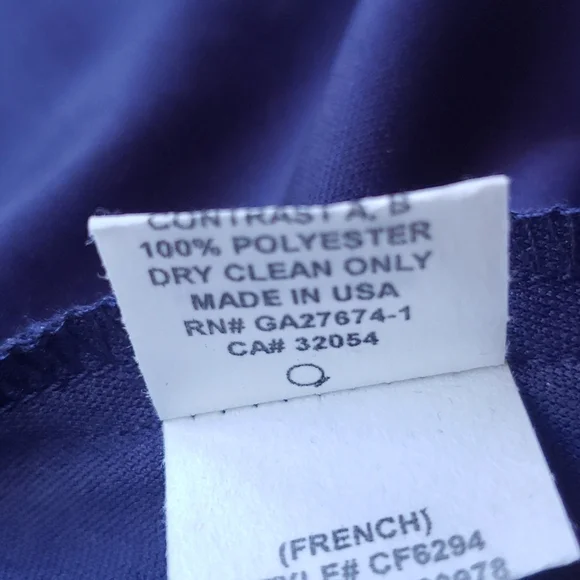 CONTRAST A, B
100% POLYESTER
DRY CLEAN ONLY
MADE IN USA
RN# GA27674-1
CA# 32054
(FRENCH)
CF6294